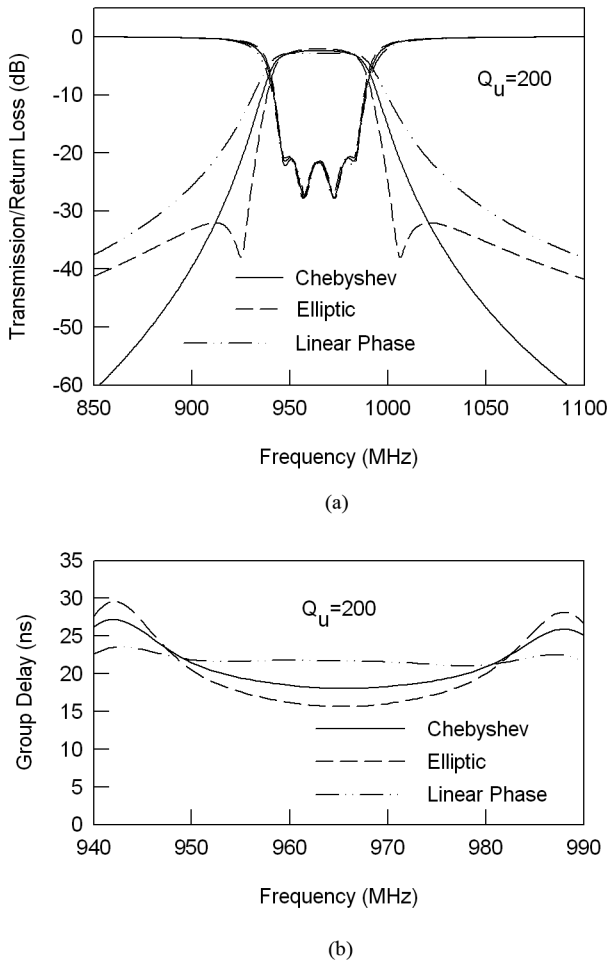 Transmission/Return Loss (dB)
0
-10
-20
-30
-40
-50
-60
Qu=200
Chebyshev
Elliptic
Linear Phase
850 900 950 1000 1050 1100
Frequency (MHz)
(a)
Group Delay (ns)
35
30
25
20
15
10
5
0
Qu=200
Chebyshev
Elliptic
Linear Phase
940 950 960 970 980 990
Frequency (MHz)
(b)